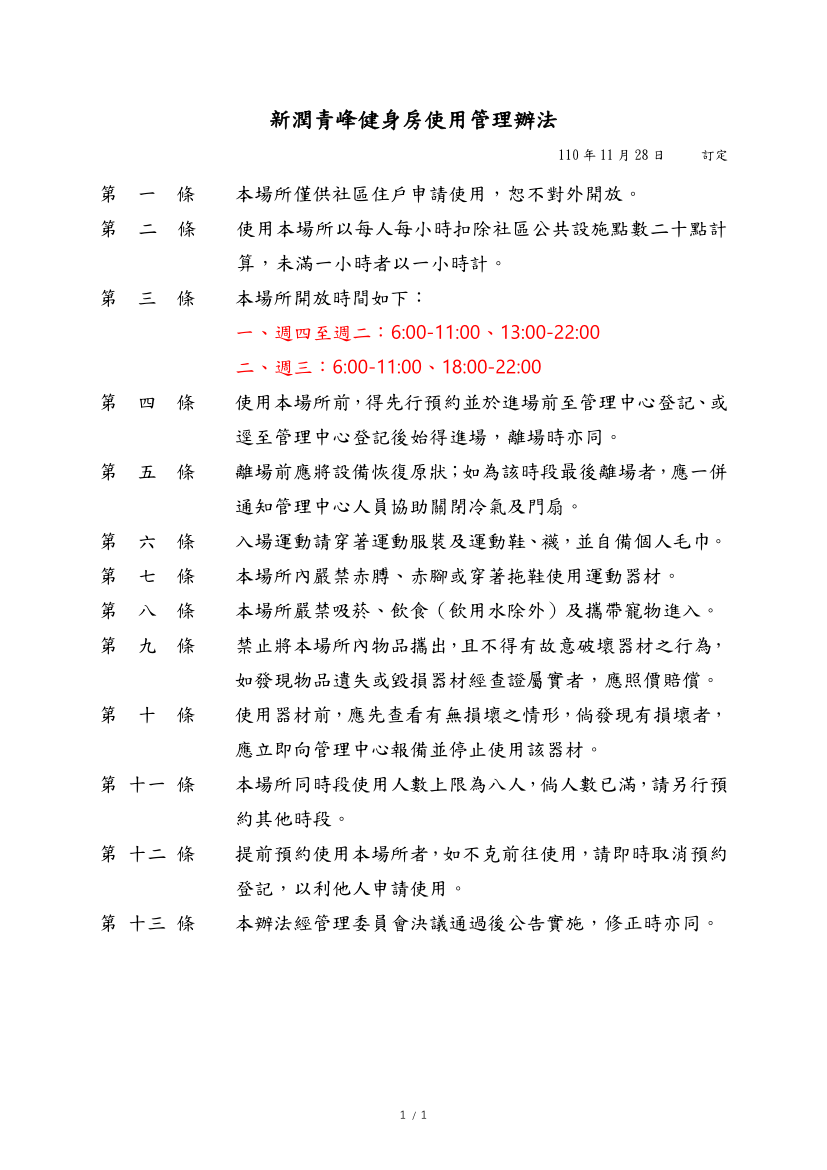 新潤青峰健身房使用管理辦法
110 年 11 月 28 日 訂定
第 一 條 本場所僅供社區住戶申請使用，恕不對外開放。
第 二 條 使用本場所以每人每小時扣除社區公共設施點數二十點計
算，未滿一小時者以一小時計。
第 三 條 本場所開放時間如下：
一、週四至週二：6:00-11:00、13:00-22:00
二、週三：6:00-11:00、18:00-22:00
第 四 條 使用本場所前，得先行預約並於進場前至管理中心登記、或
逕至管理中心登記後始得進場，離場時亦同。
第 五 條 離場前應將設備恢復原狀；如為該時段最後離場者，應一併
通知管理中心人員協助關閉冷氣及門扇。
第 六 條 入場運動請穿著運動服裝及運動鞋、襪，並自備個人毛巾。
第 七 條 本場所內嚴禁赤膊、赤腳或穿著拖鞋使用運動器材。
第 八 條 本場所嚴禁吸菸、飲食（飲用水除外）及攜帶寵物進入。
第 九 條 禁止將本場所內物品攜出，且不得有故意破壞器材之行為，
如發現物品遺失或毀損器材經查證屬實者，應照價賠償。
第 十 條 使用器材前，應先查看有無損壞之情形，倘發現有損壞者，
應立即向管理中心報備並停止使用該器材。
第 十一 條 本場所同時段使用人數上限為八人，倘人數已滿，請另行預
約其他時段。
第 十二 條 提前預約使用本場所者，如不克前往使用，請即時取消預約
登記，以利他人申請使用。
第 十三 條 本辦法經管理委員會決議通過後公告實施，修正時亦同。
1 / 1